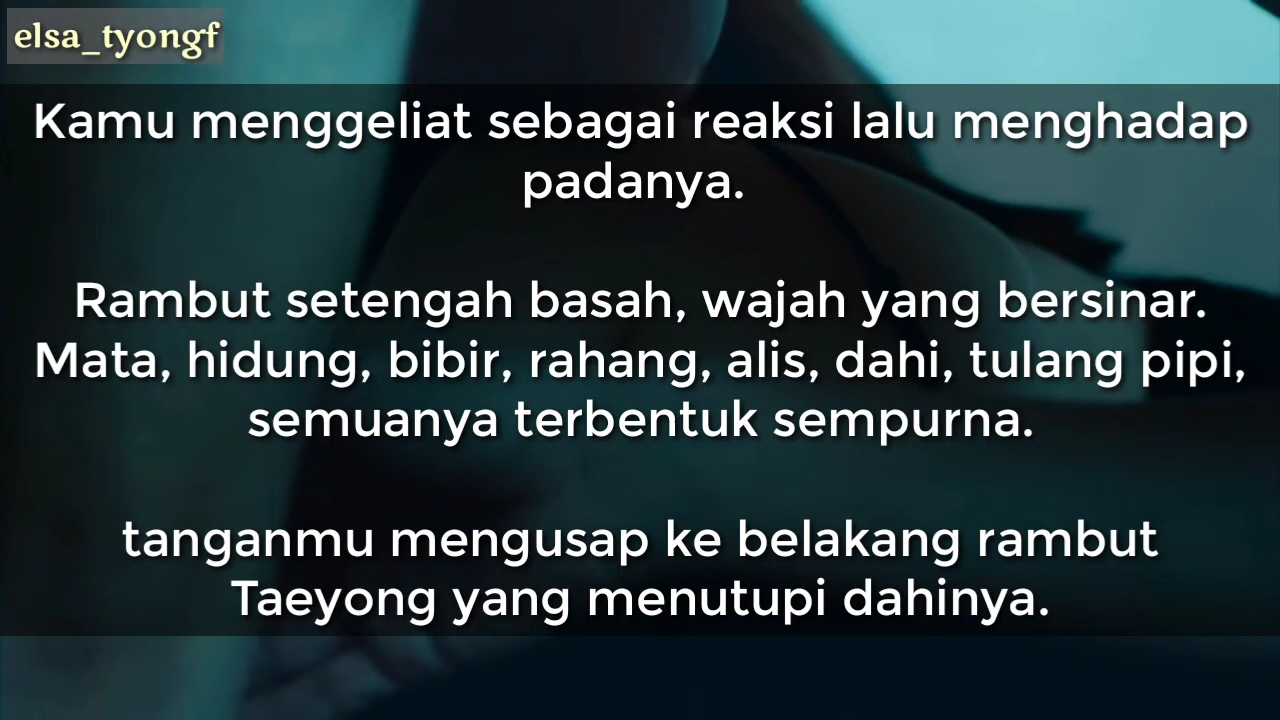 elsa_tyongf
Kamu menggeliat sebagai reaksi lalu menghadap
padanya.
Rambut setengah basah, wajah yang bersinar.
Mata, hidung, bibir, rahang, alis, dahi, tulang pipi,
semuanya terbentuk sempurna.
tanganmu mengusap ke belakang rambut
Taeyong yang menutupi dahinya.